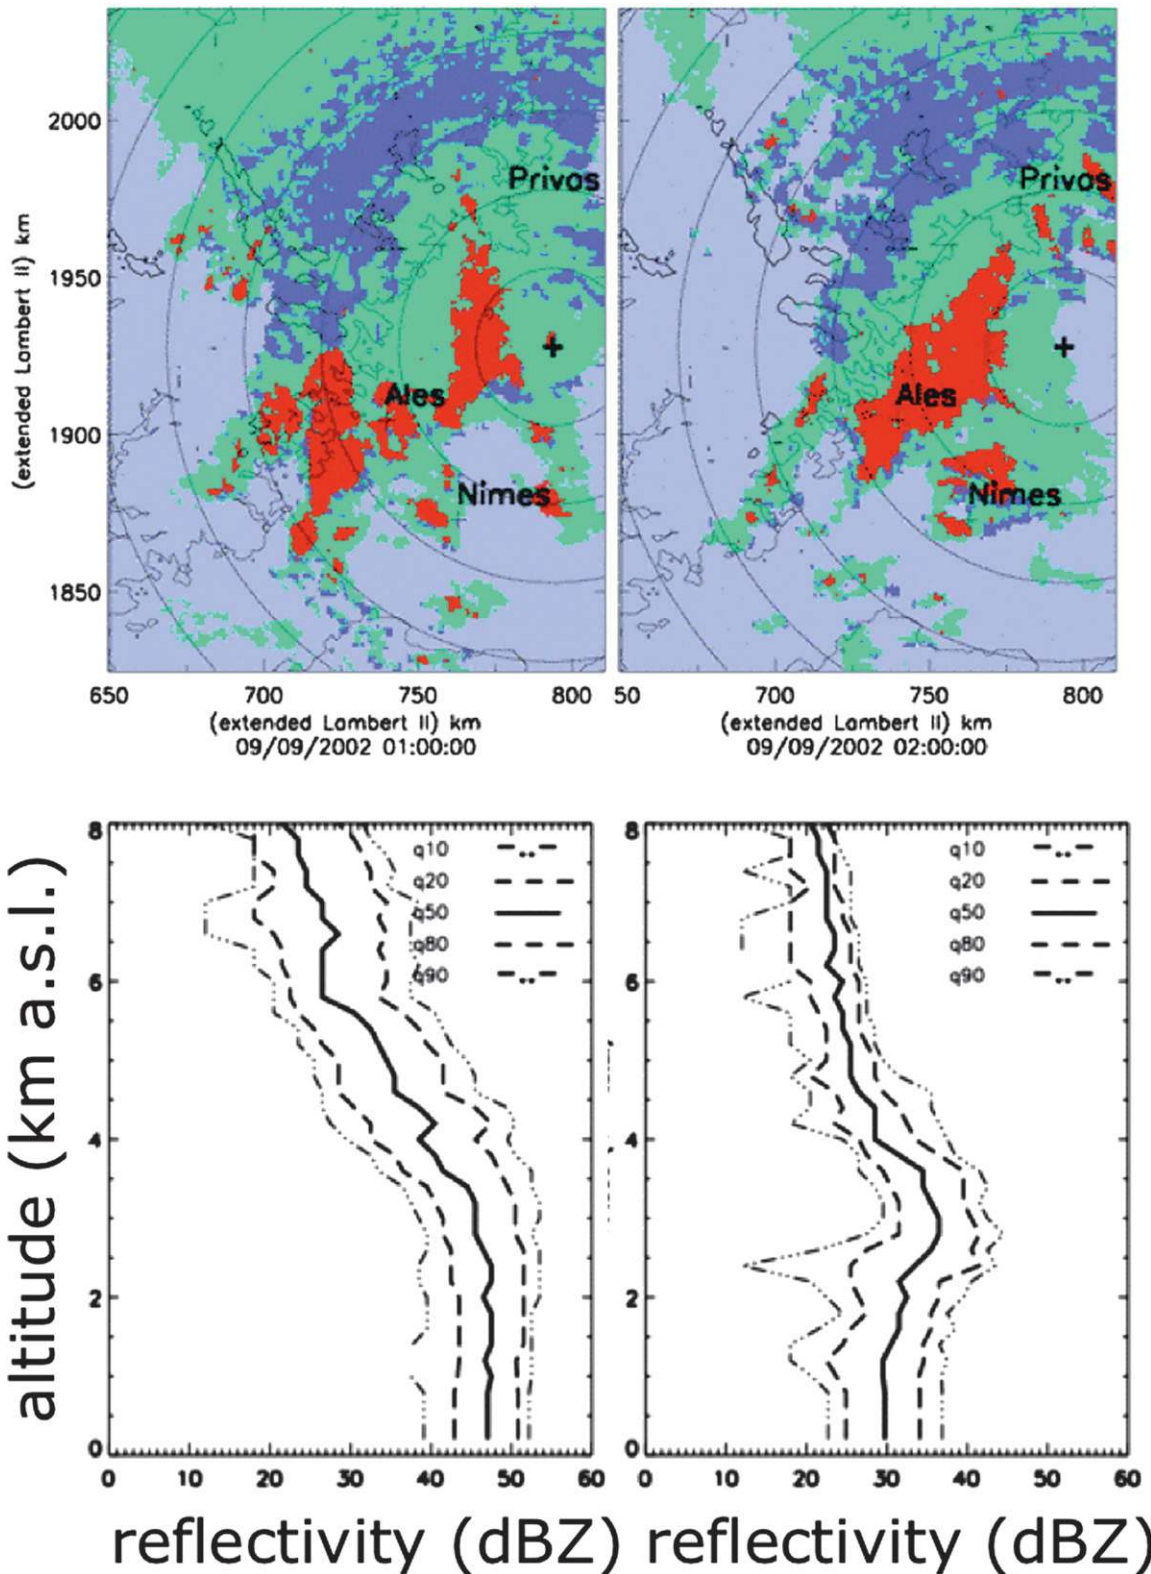 (extended Lambert II) km
2000
1950
1900
1850
Privas
Ales
Nimes
+
650 700 750 800
(extended Lambert II) km
09/09/2002 01:00:00
Privas
Ales
Nimes
+
50 700 750 800
(extended Lambert II) km
09/09/2002 02:00:00
altitude (km a.s.l.)
8
6
4
2
0
q10
q20
q50
q80
q90
0 10 20 30 40 50 60
reflectivity (dBZ)
8
6
4
2
0
q10
q20
q50
q80
q90
0 10 20 30 40 50 60
reflectivity (dBZ)